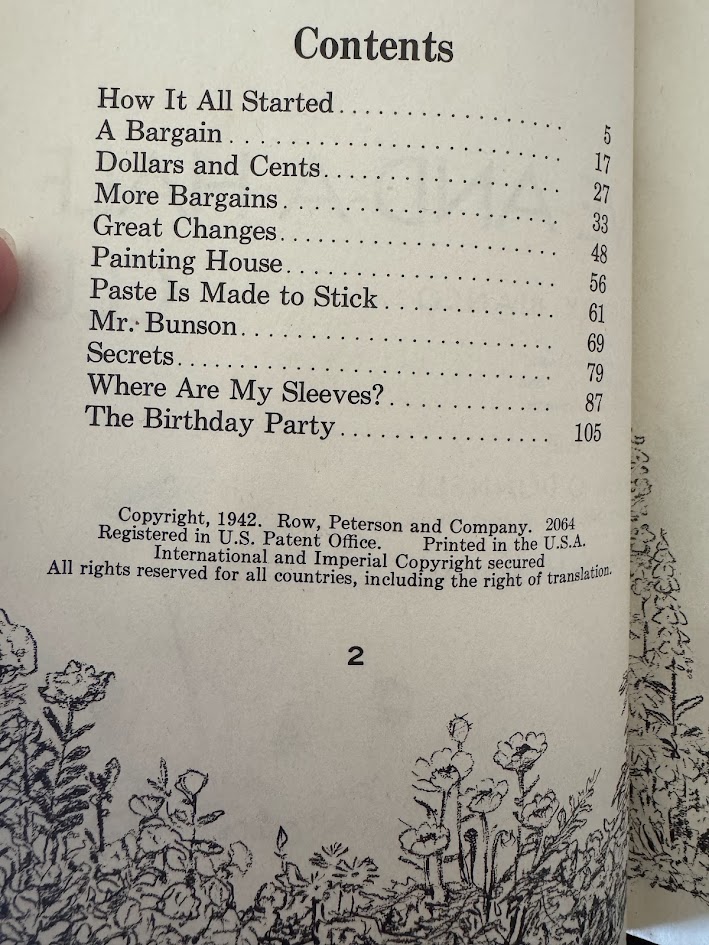 Contents
How It All Started 5
A Bargain 17
Dollars and Cents 27
More Bargains 33
Great Changes 48
Painting House 56
Paste Is Made to Stick 61
Mr. Bunson 69
Secrets 79
Where Are My Sleeves? 87
The Birthday Party 105
Copyright, 1942. Row, Peterson and Company. 2064
Registered in U.S. Patent Office. Printed in the U.S.A.
International and Imperial Copyright secured
All rights reserved for all countries, including the right of translation.
2